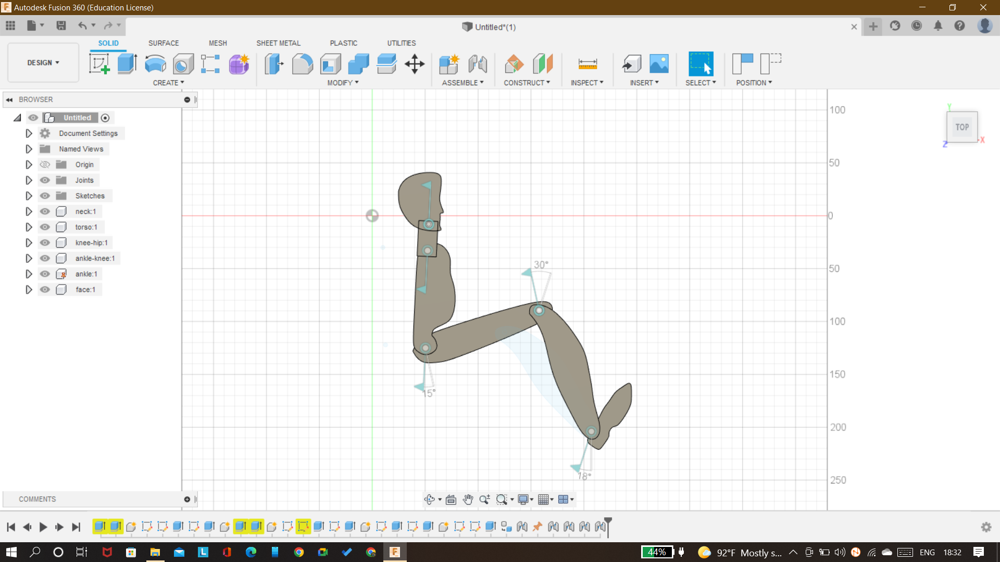 Autodesk Fusion 360 (Education License)
Untitled*(1)
SOLID SURFACE MESH SHEET METAL PLASTIC UTILITIES
DESIGN
CREATE MODIFY ASSEMBLE CONSTRUCT INSPECT INSERT SELECT POSITION
BROWSER
Untitled
Document Settings
Named Views
Origin
Joints
Sketches
neck:1
torso:1
knee-hip:1
ankle-knee:1
ankle:1
face:1
100
50
0
50
100
150
200
250
Y
TOP
X
Z
30°
15°
18°
COMMENTS
44%
92°F Mostly s...
ENG
18:32